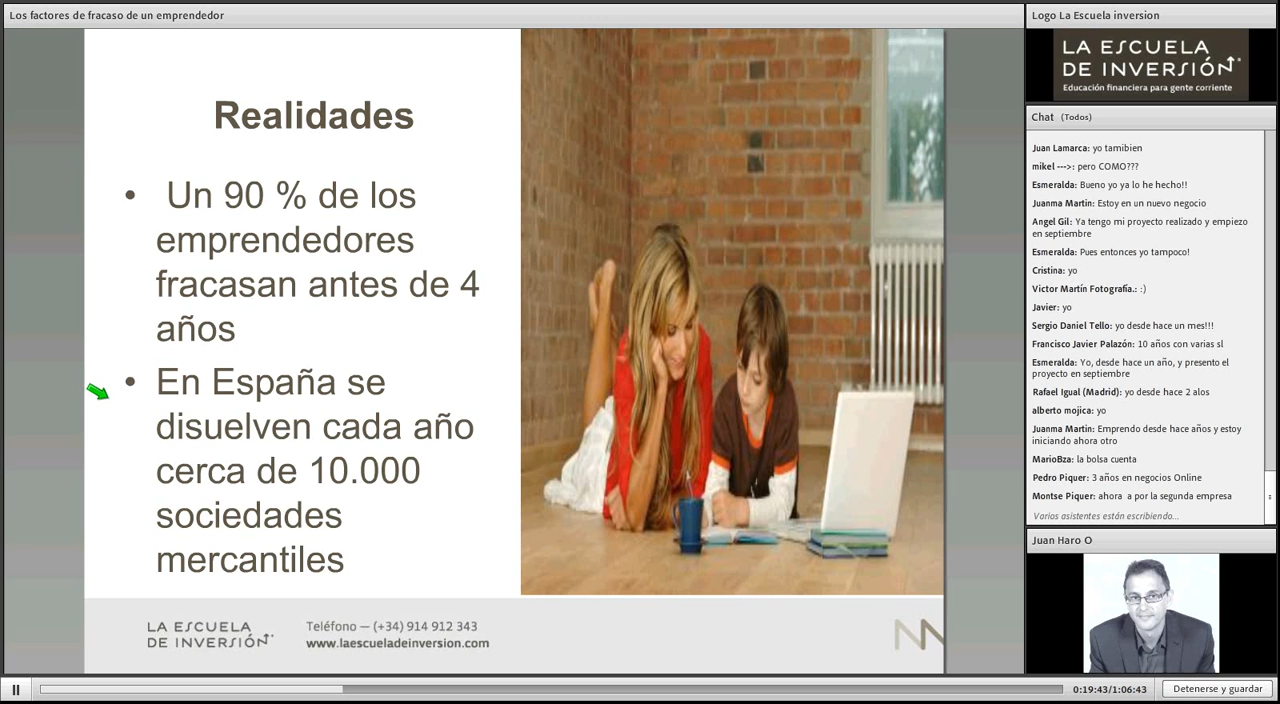 Los factores de fracaso de un emprendedor
Realidades
• Un 90 % de los
emprendedores
fracasan antes de 4
años
• En España se
disuelven cada año
cerca de 10.000
sociedades
mercantiles
LA ESCUELA
DE INVERSIÓN
Teléfono — (+34) 914 912 343
www.laescueladeinversion.com
Logo La Escuela inversion
LA ESCUELA
DE INVERSIÓN
Educación financiera para gente corriente
Chat (Todos)
Juan Lamarca: yo tamibien
mikel --->: pero COMO???
Esmeralda: Bueno yo ya lo he hecho!!
Juanma Martin: Estoy en un nuevo negocio
Angel Gil: Ya tengo mi proyecto realizado y empiezo
en septiembre
Esmeralda: Pues entonces yo tampoco!
Cristina: yo
Victor Martín Fotografía.: :)
Javier: yo
Sergio Daniel Tello: yo desde hace un mes!!!
Francisco Javier Palazón: 10 años con varias sl
Esmeralda: Yo, desde hace un año, y presento el
proyecto en septiembre
Rafael Igual (Madrid): yo desde hace 2 alos
alberto mojica: yo
Juanma Martin: Emprendo desde hace años y estoy
iniciando ahora otro
MarioBza: la bolsa cuenta
Pedro Piquer: 3 años en negocios Online
Montse Piquer: ahora a por la segunda empresa
Varios asistentes están escribiendo...
Juan Haro O
0:19:43/1:06:43
Detenerse y guardar